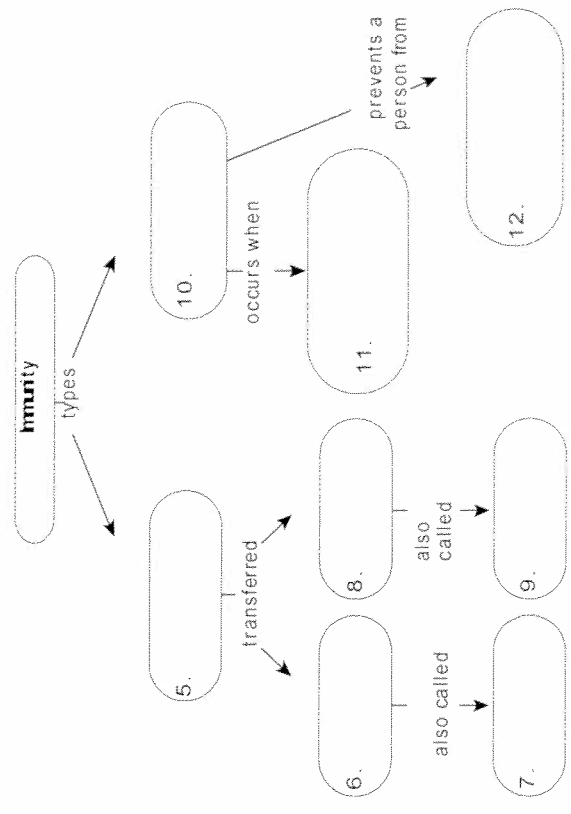 Immunity
types
5.
10.
transferred
occurs when
prevents a
person from
6.
8.
11.
12.
also called
also
called
7.
9.